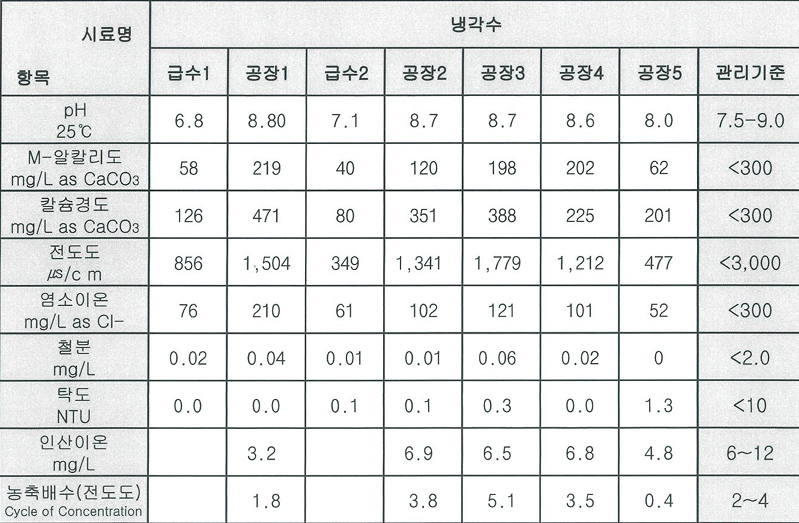 시료명 냉각수
항목 급수1 공장1 급수2 공장2 공장3 공장4 공장5 관리기준
pH
25℃ 6.8 8.80 7.1 8.7 8.7 8.6 8.0 7.5-9.0
M-알칼리도
mg/L as CaCO₃ 58 219 40 120 198 202 62 <300
칼슘경도
mg/L as CaCO₃ 126 471 80 351 388 225 201 <300
전도도
㎲/c m 856 1,504 349 1,341 1,779 1,212 477 <3,000
염소이온
mg/L as Cl- 76 210 61 102 121 101 52 <300
철분
mg/L 0.02 0.04 0.01 0.01 0.06 0.02 0 <2.0
탁도
NTU 0.0 0.0 0.1 0.1 0.3 0.0 1.3 <10
인산이온
mg/L 3.2 6.9 6.5 6.8 4.8 6~12
농축배수(전도도)
Cycle of Concentration 1.8 3.8 5.1 3.5 0.4 2~4